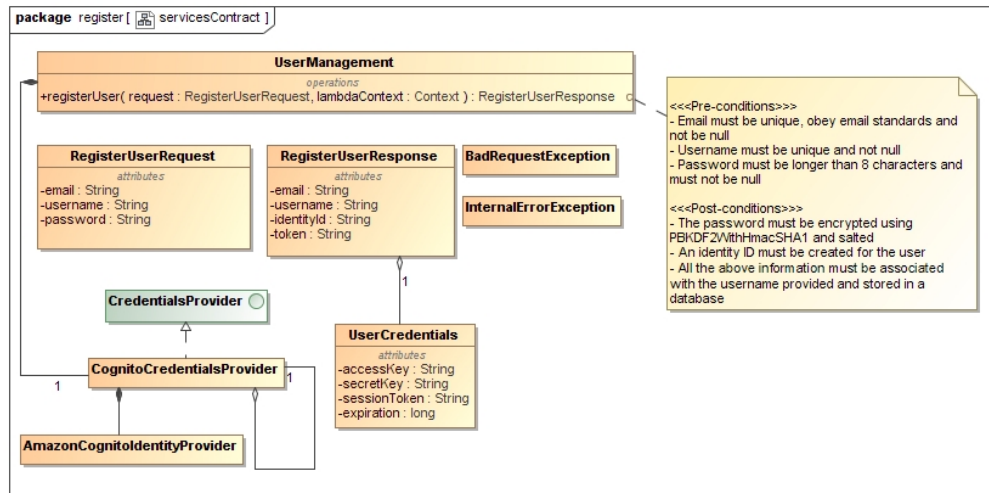 package register [ servicesContract ]
UserManagement
operations
+registerUser( request : RegisterUserRequest, lambdaContext : Context ) : RegisterUserResponse
<<<Pre-conditions>>>
- Email must be unique, obey email standards and
not be null
- Username must be unique and not null
- Password must be longer than 8 characters and
must not be null
<<<Post-conditions>>>
- The password must be encrypted using
PBKDF2WithHmacSHA1 and salted
- An identity ID must be created for the user
- All the above information must be associated
with the username provided and stored in a
database
RegisterUserRequest
attributes
-email : String
-username : String
-password : String
RegisterUserResponse
attributes
-email : String
-username : String
-identityId : String
-token : String
BadRequestException
InternalErrorException
1
CredentialsProvider
UserCredentials
attributes
-accessKey : String
-secretKey : String
-sessionToken : String
-expiration : long
CognitoCredentialsProvider
1
1
AmazonCognitoIdentityProvider